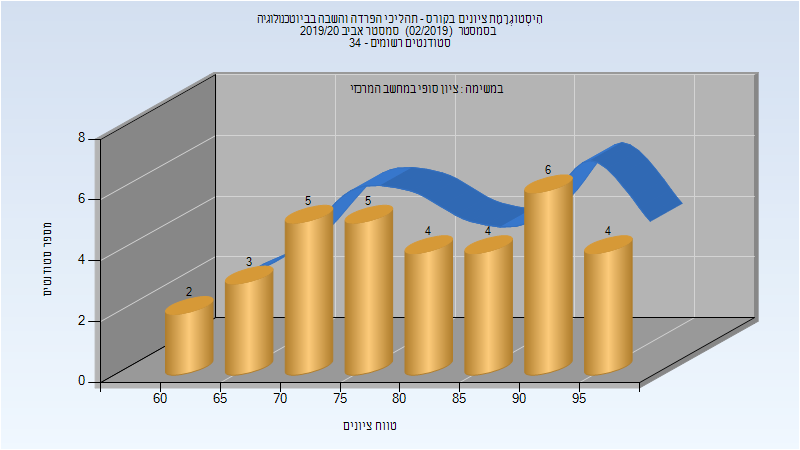 היסטוגרמת ציונים בקורס - תהליכי הפרדה והשבה בביוטכנולוגיה
בסמסטר (02/2019) סמסטר אביב 2019/20
סטודנטים רשומים - 34
במשימה : ציון סופי במחשב המרכזי
מספר סטודנטים
8
6
4
2
0
2
3
5
5
4
4
6
4
60 65 70 75 80 85 90 95
טווח ציונים